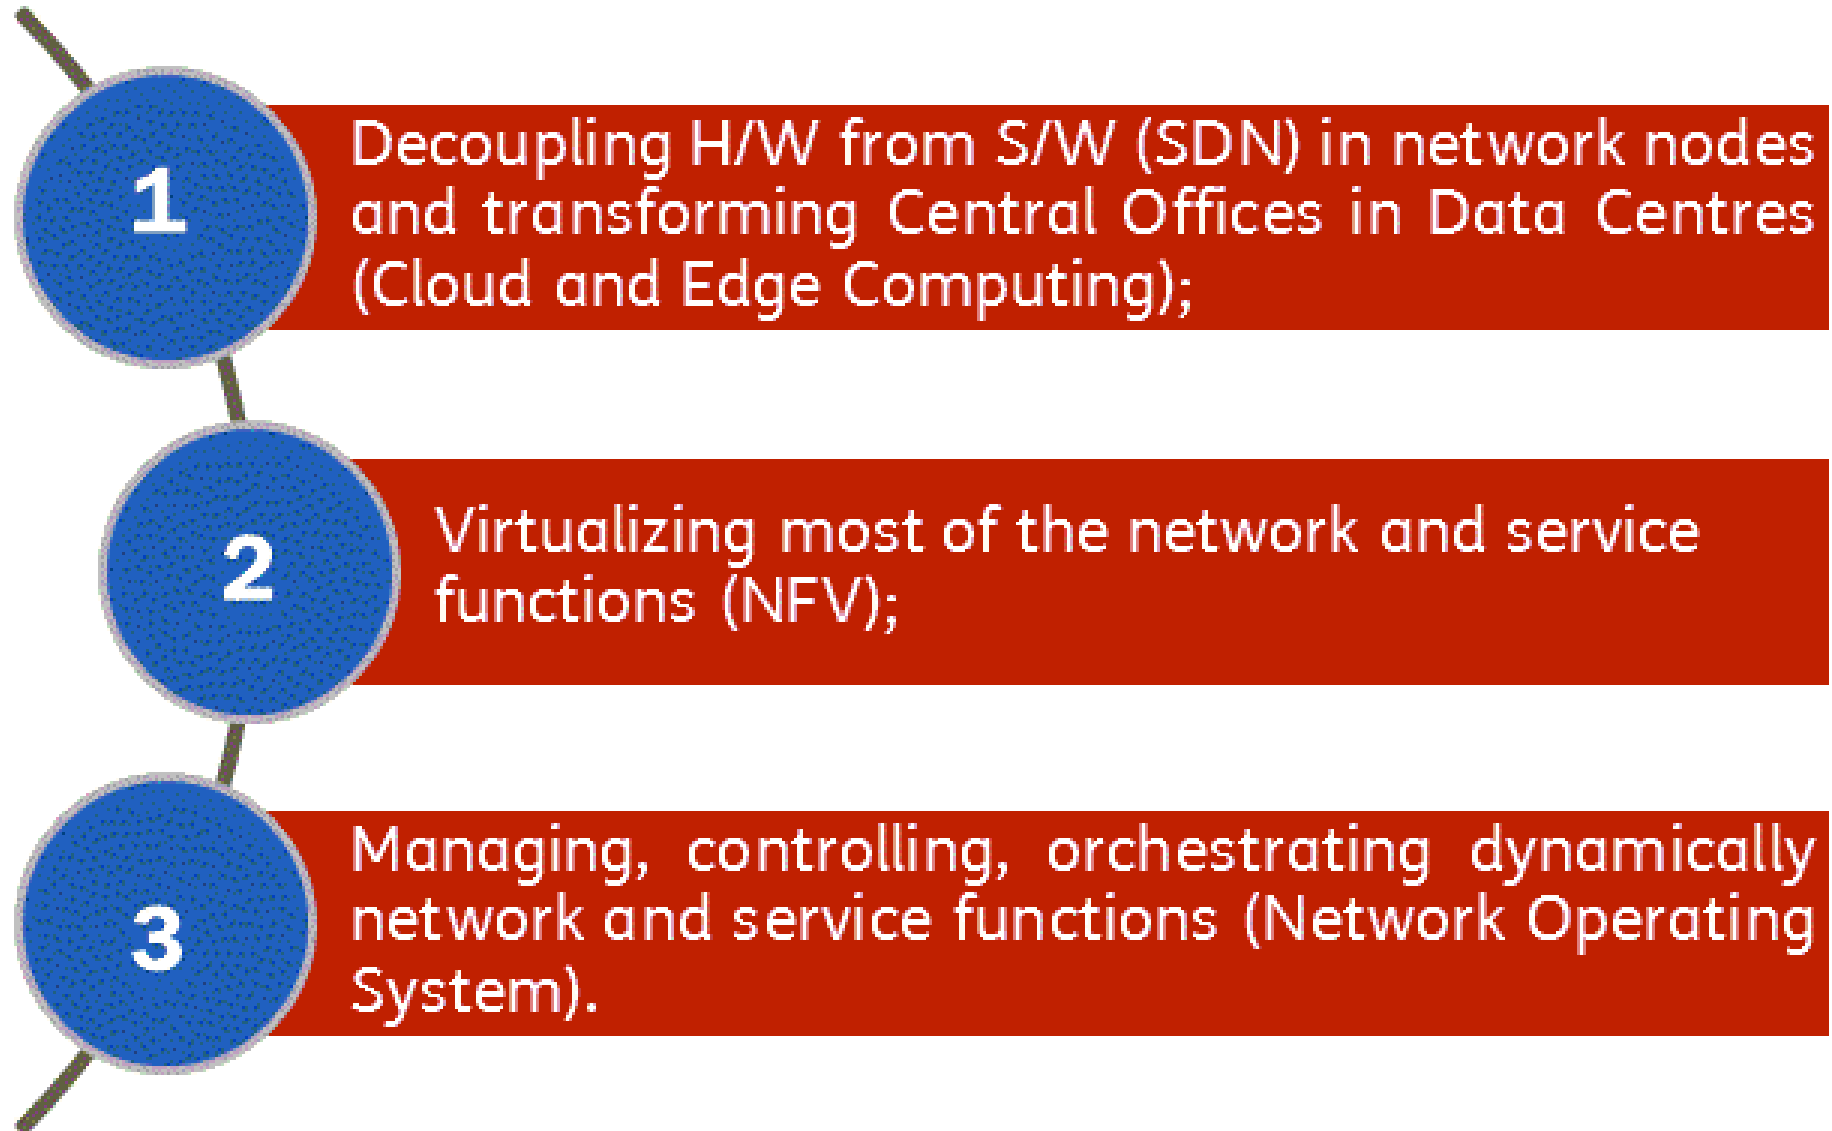 1
Decoupling H/W from S/W (SDN) in network nodes
and transforming Central Offices in Data Centres
(Cloud and Edge Computing);
2
Virtualizing most of the network and service
functions (NFV);
3
Managing, controlling, orchestrating dynamically
network and service functions (Network Operating
System).